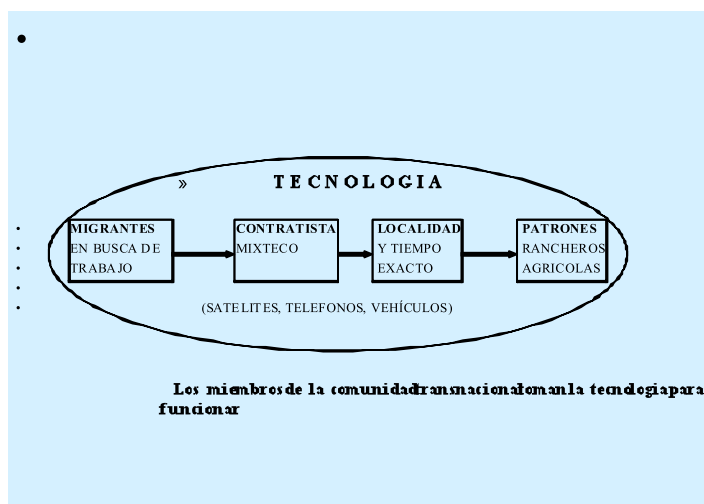 •
» TECNOLOGIA
• MIGRANTES CONTRATISTA LOCALIDAD PATRONES
• EN BUSCA DE MIXTECO Y TIEMPO RANCHEROS
• TRABAJO EXACTO AGRICOLAS
•
• (SATELITES, TELEFONOS, VEHÍCULOS)
Los miembros de la comunidad transnacional toman la tecnologia para
funcionar